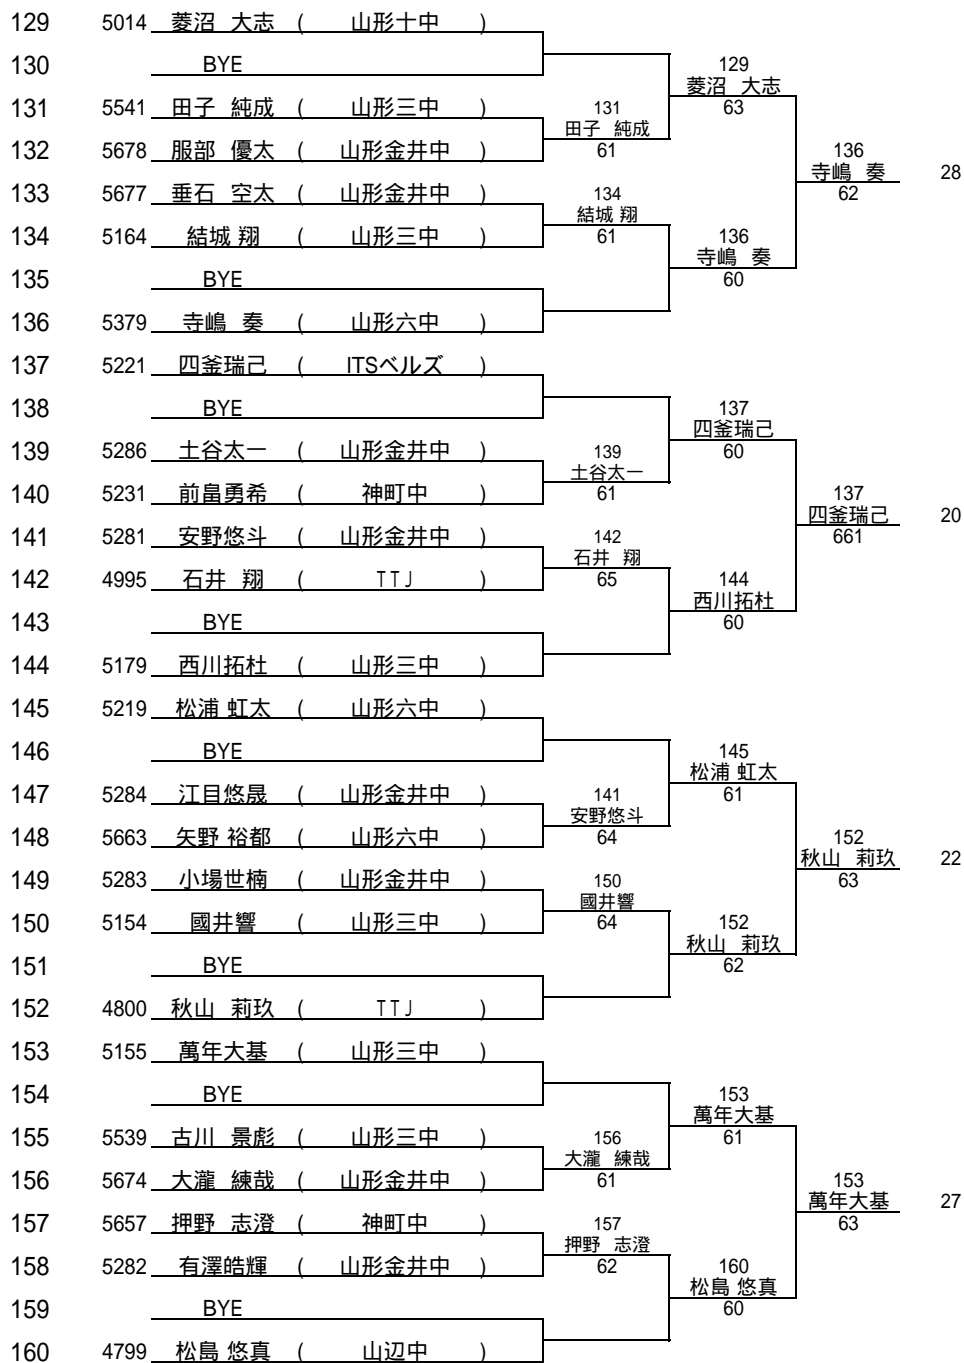 129 5014 菱沼 大志 ( 山形十中 )
130 BYE
131 5541 田子 純成 ( 山形三中 )
132 5678 服部 優太 ( 山形金井中 )
133 5677 垂石 空太 ( 山形金井中 )
134 5164 結城 翔 ( 山形三中 )
135 BYE
136 5379 寺嶋 奏 ( 山形六中 )
137 5221 四釜瑞己 ( ITSベルズ )
138 BYE
139 5286 土谷太一 ( 山形金井中 )
140 5231 前畠勇希 ( 神町中 )
141 5281 安野悠斗 ( 山形金井中 )
142 4995 石井 翔 ( TTJ )
143 BYE
144 5179 西川拓杜 ( 山形三中 )
145 5219 松浦 虹太 ( 山形六中 )
146 BYE
147 5284 江目悠晟 ( 山形金井中 )
148 5663 矢野 裕都 ( 山形六中 )
149 5283 小場世楠 ( 山形金井中 )
150 5154 國井響 ( 山形三中 )
151 BYE
152 4800 秋山 莉玖 ( TTJ )
153 5155 萬年大基 ( 山形三中 )
154 BYE
155 5539 古川 景彪 ( 山形三中 )
156 5674 大瀧 練哉 ( 山形金井中 )
157 5657 押野 志澄 ( 神町中 )
158 5282 有澤皓輝 ( 山形金井中 )
159 BYE
160 4799 松島 悠真 ( 山辺中 )
131
田子 純成
61
134
結城 翔
61
139
土谷太一
61
142
石井 翔
65
141
安野悠斗
64
150
國井響
64
156
大瀧 練哉
61
157
押野 志澄
62
129
菱沼 大志
63
136
寺嶋 奏
60
137
四釜瑞己
60
144
西川拓杜
60
145
松浦 虹太
61
152
秋山 莉玖
62
153
萬年大基
61
160
松島 悠真
60
136
寺嶋 奏 28
62
137
四釜瑞己 20
661
152
秋山 莉玖 22
63
153
萬年大基 27
63